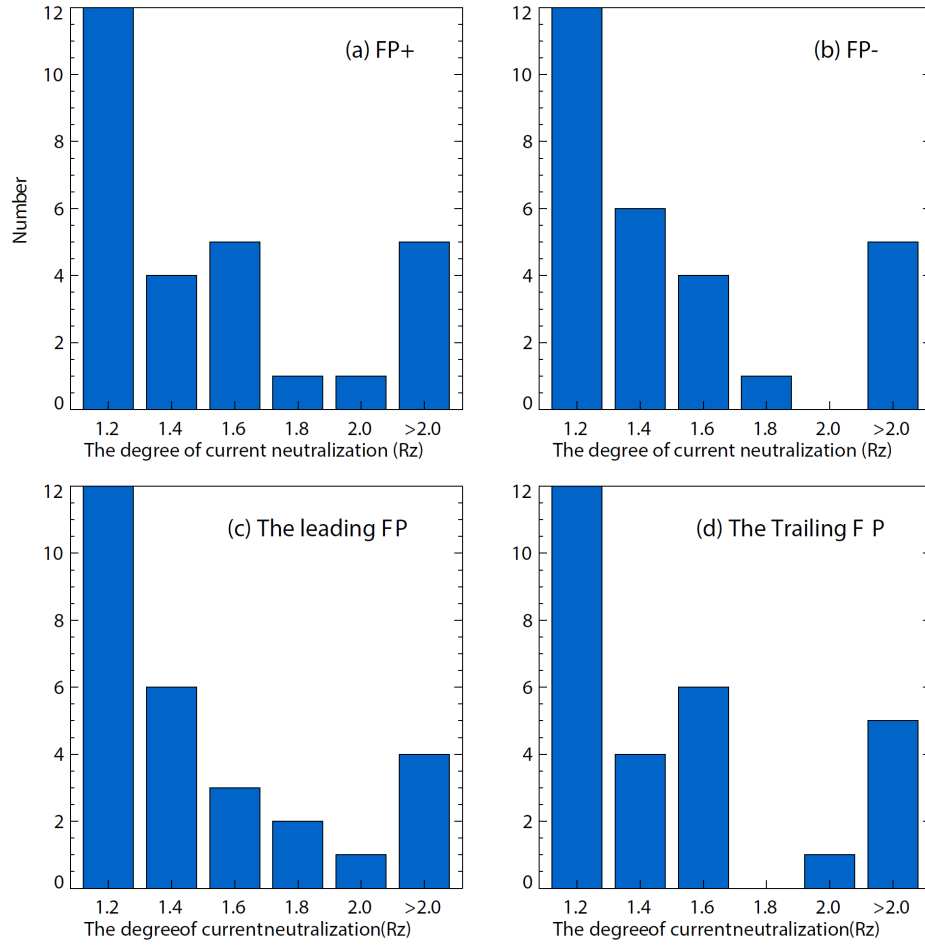 12
10
8
6
4
2
0
Number
(a) FP+
1.2 1.4 1.6 1.8 2.0 >2.0
The degree of current neutralization (Rz)
12
10
8
6
4
2
0
(b) FP-
1.2 1.4 1.6 1.8 2.0 >2.0
The degree of current neutralization (Rz)
12
10
8
6
4
2
0
(c) The leading FP
1.2 1.4 1.6 1.8 2.0 >2.0
The degreeof currentneutralization(Rz)
12
10
8
6
4
2
0
(d) The Trailing F P
1.2 1.4 1.6 1.8 2.0 >2.0
The degreeof currentneutralization(Rz)